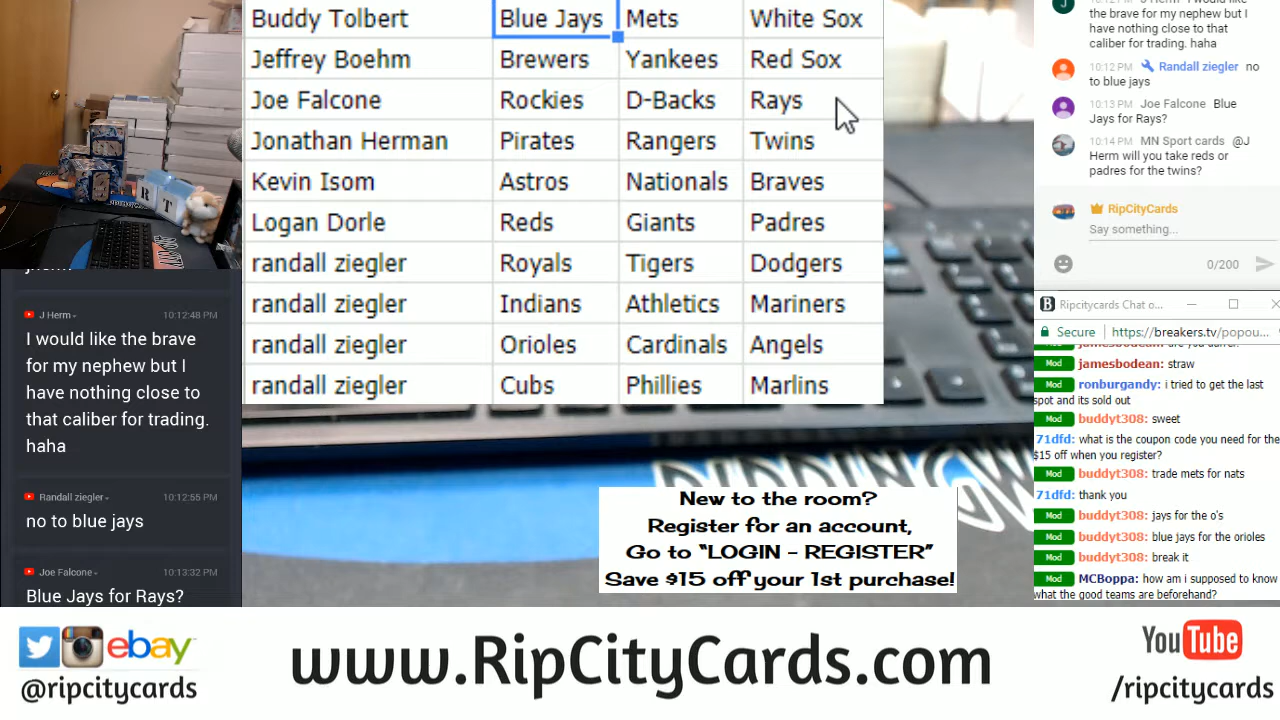 Buddy Tolbert Blue Jays Mets White Sox
Jeffrey Boehm Brewers Yankees Red Sox
Joe Falcone Rockies D-Backs Rays
Jonathan Herman Pirates Rangers Twins
Kevin Isom Astros Nationals Braves
Logan Dorle Reds Giants Padres
randall ziegler Royals Tigers Dodgers
randall ziegler Indians Athletics Mariners
randall ziegler Orioles Cardinals Angels
randall ziegler Cubs Phillies Marlins
R T
J Herm 10:12:48 PM
I would like the brave
for my nephew but I
have nothing close to
that caliber for trading.
haha
Randall ziegler 10:12:55 PM
no to blue jays
Joe Falcone 10:13:32 PM
Blue Jays for Rays?
J
the brave for my nephew but I
have nothing close to that
caliber for trading. haha
10:12 PM Randall ziegler no
to blue jays
10:13 PM Joe Falcone Blue
Jays for Rays?
10:14 PM MN Sport cards @J
Herm will you take reds or
padres for the twins?
RipCityCards
Say something...
0/200
B Ripcitycards Chat o...
Secure https://breakers.tv/popou...
Mod jamesbodean: straw
Mod ronburgandy: i tried to get the last
spot and its sold out
Mod buddyt308: sweet
71dfd: what is the coupon code you need for the
$15 off when you register?
Mod buddyt308: trade mets for nats
71dfd: thank you
Mod buddyt308: jays for the o's
Mod buddyt308: blue jays for the orioles
Mod buddyt308: break it
Mod MCBoppa: how am i supposed to know
what the good teams are beforehand?
New to the room?
Register for an account,
Go to "LOGIN - REGISTER"
Save $15 off your 1st purchase!
ebay
@ripcitycards
www.RipCityCards.com
YouTube
/ripcitycards